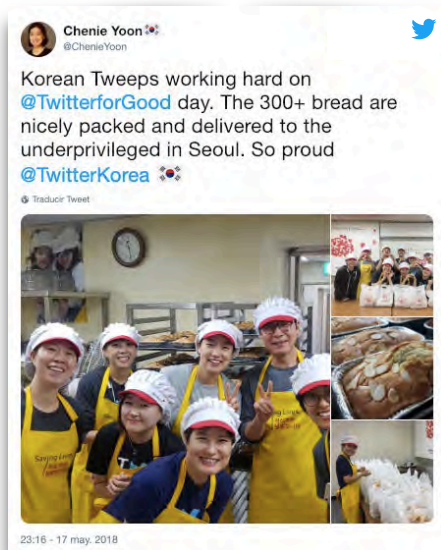 Chenie Yoon🇰🇷
@ChenieYoon
Korean Tweeps working hard on
@TwitterforGood day. The 300+ bread are
nicely packed and delivered to the
underprivileged in Seoul. So proud
@TwitterKorea 🇰🇷
Traducir Tweet
23:16 - 17 may. 2018